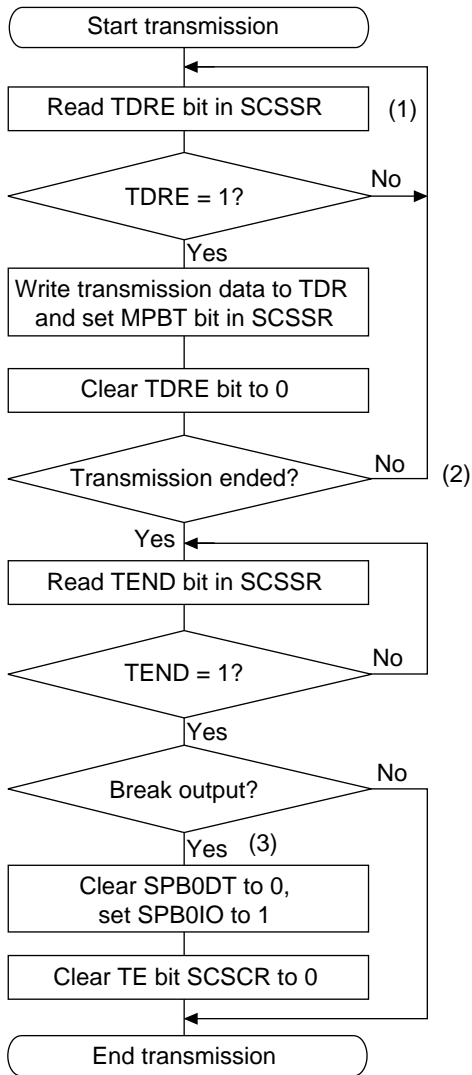 Start transmission
Read TDRE bit in SCSSR
(1)
TDRE = 1?
No
Yes
Write transmission data to TDR
and set MPBT bit in SCSSR
Clear TDRE bit to 0
Transmission ended?
No
(2)
Yes
Read TEND bit in SCSSR
TEND = 1?
No
Yes
Break output?
No
Yes
(3)
Clear SPB0DT to 0,
set SPB0IO to 1
Clear TE bit SCSCR to 0
End transmission